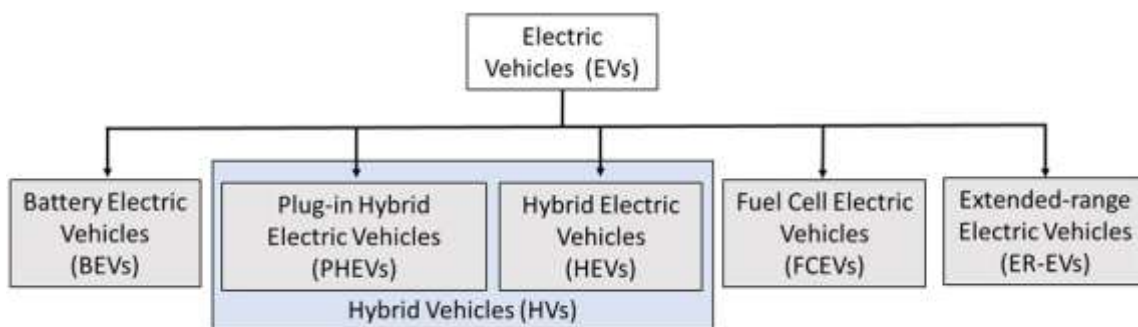 Electric
Vehicles (EVs)
Battery Electric
Vehicles
(BEVs)
Plug-in Hybrid
Electric Vehicles
(PHEVs)
Hybrid Electric
Vehicles
(HEVs)
Fuel Cell Electric
Vehicles
(FCEVs)
Extended-range
Electric Vehicles
(ER-EVs)
Hybrid Vehicles (HVs)